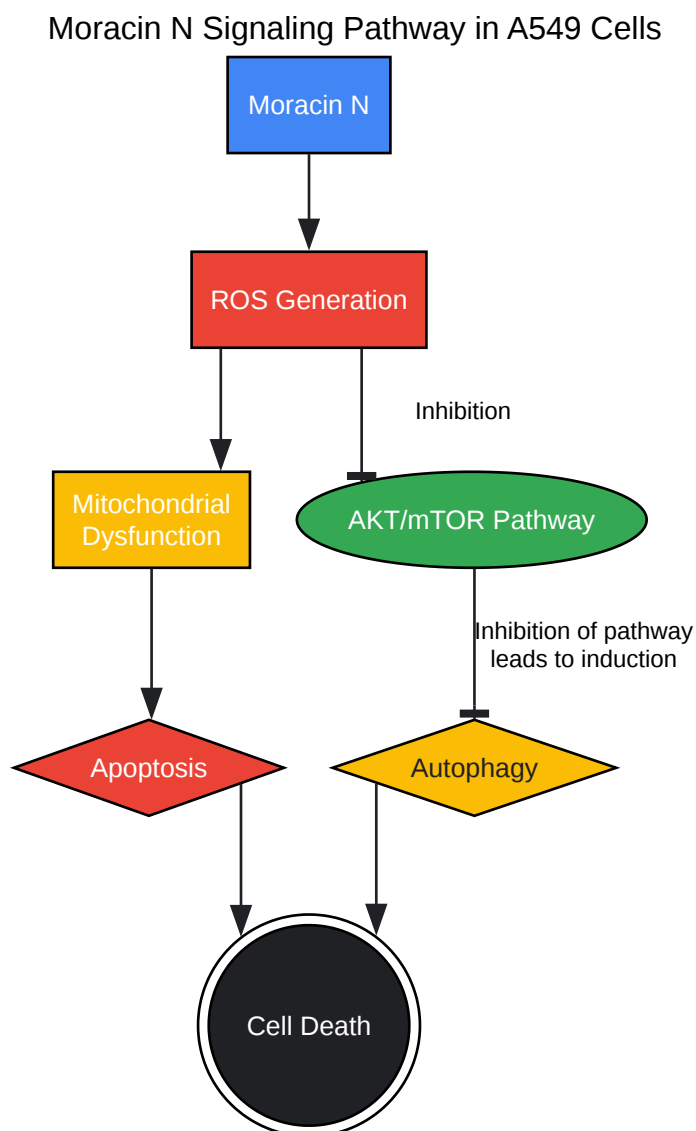 Moracin N Signaling Pathway in A549 Cells
Moracin N
ROS Generation
Inhibition
Mitochondrial
Dysfunction
AKT/mTOR Pathway
Inhibition of pathway
leads to induction
Apoptosis
Autophagy
Cell Death